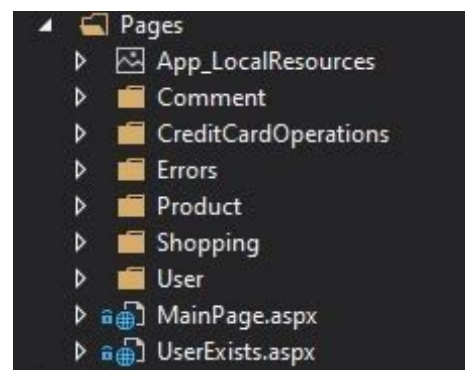 Pages
App_LocalResources
Comment
CreditCardOperations
Errors
Product
Shopping
User
MainPage.aspx
UserExists.aspx